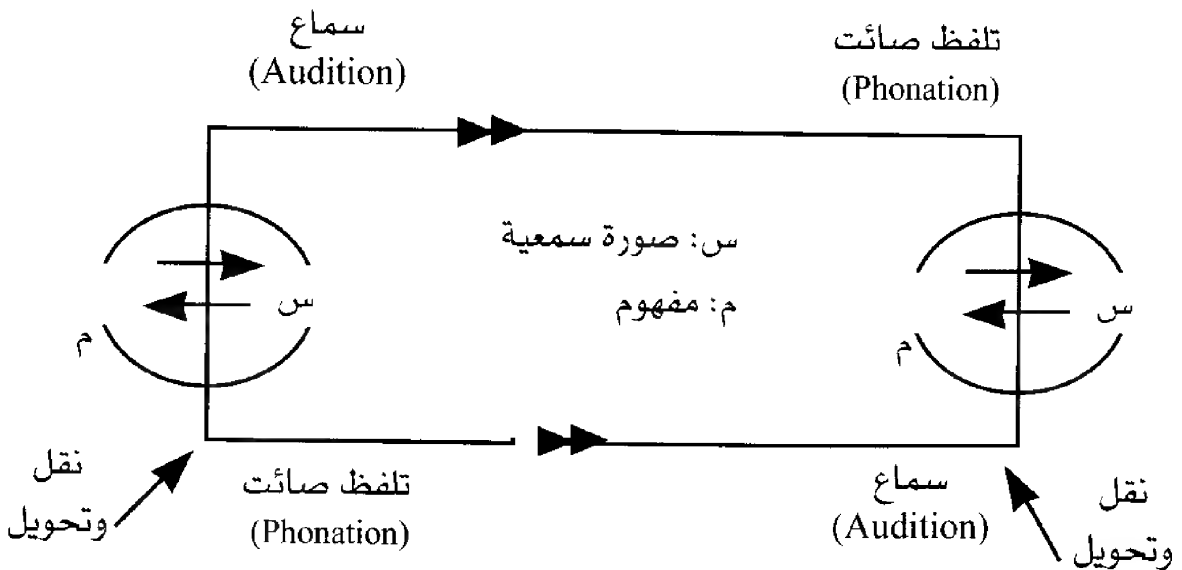 سماع
(Audition)
تلفظ صائت
(Phonation)
س: صورة سمعية
م: مفهوم
س
م
س
م
نقل
وتحويل
تلفظ صائت
(Phonation)
سماع
(Audition)
نقل
وتحويل